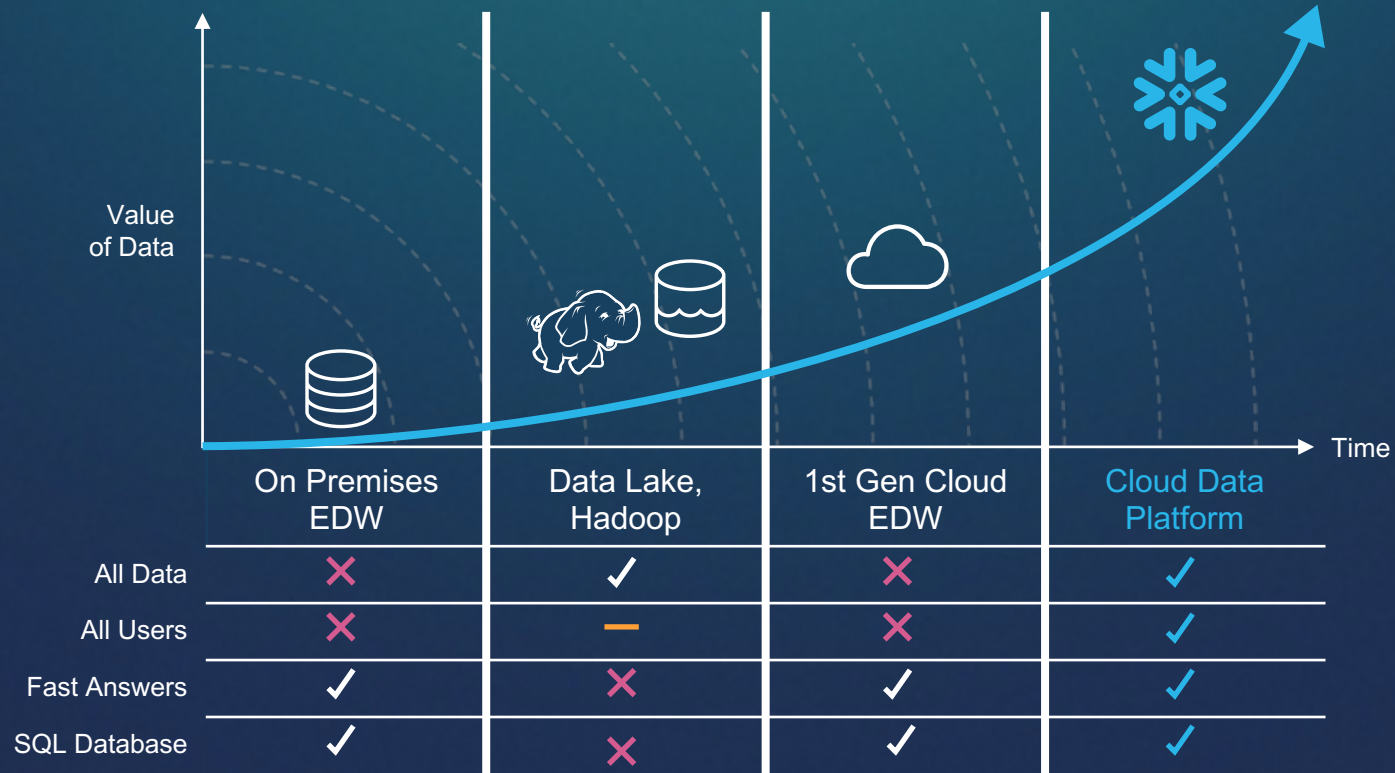 Value
of Data
Time
On Premises
EDW
Data Lake,
Hadoop
1st Gen Cloud
EDW
Cloud Data
Platform
All Data
All Users
Fast Answers
SQL Database